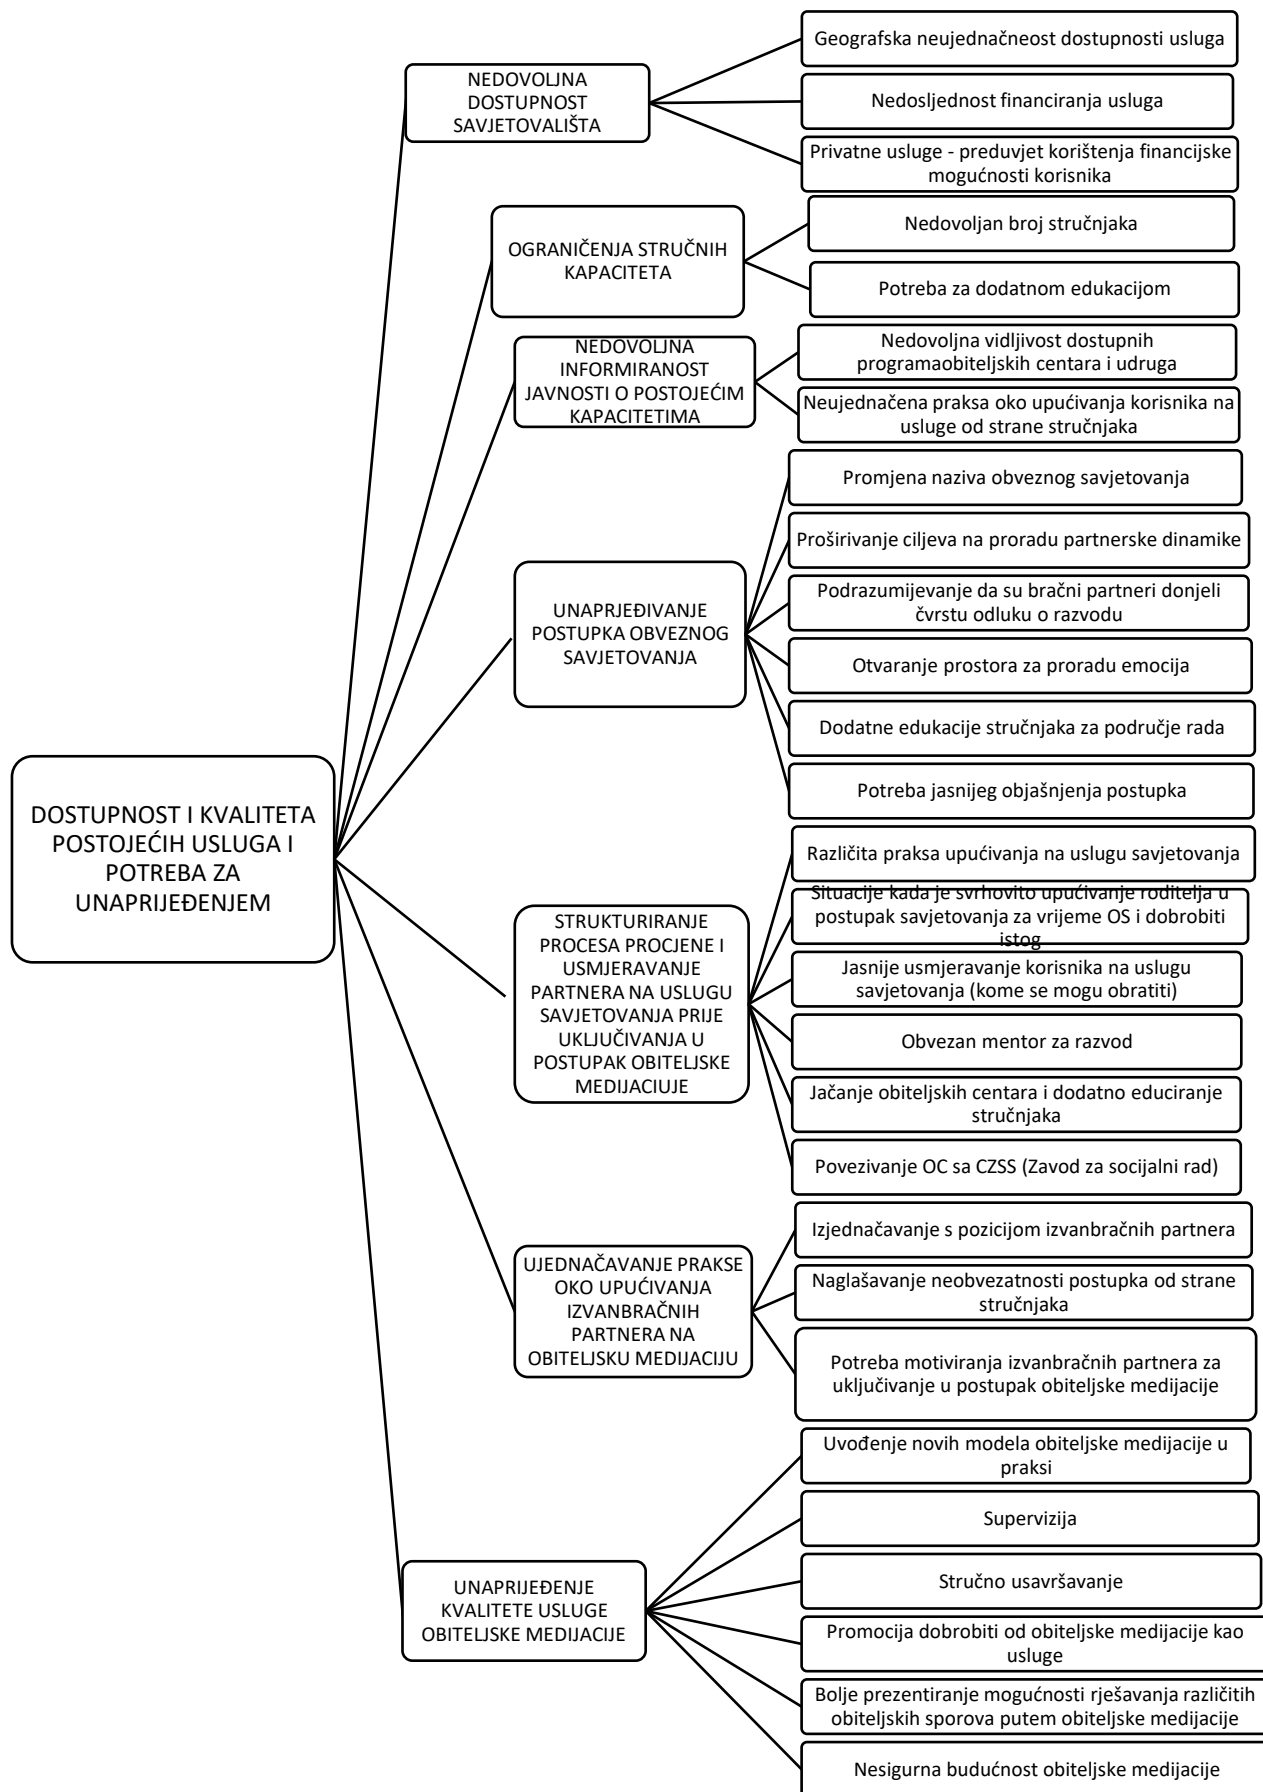 DOSTUPNOST I KVALITETA
POSTOJEĆIH USLUGA I
POTREBA ZA
UNAPRIJEĐENJEM
NEDOVOLJNA
DOSTUPNOST
SAVJETOVALIŠTA
Geografska neujednačneost dostupnosti usluga
Nedosljednost financiranja usluga
Privatne usluge - preduvjet korištenja financijske
mogućnosti korisnika
OGRANIČENJA STRUČNIH
KAPACITETA
Nedovoljan broj stručnjaka
Potreba za dodatnom edukacijom
NEDOVOLJNA
INFORMIRANOST
JAVNOSTI O POSTOJEĆIM
KAPACITETIMA
Nedovoljna vidljivost dostupnih
programaobiteljskih centara i udruga
Neujednačena praksa oko upućivanja korisnika na
usluge od strane stručnjaka
UNAPRJEĐIVANJE
POSTUPKA OBVEZNOG
SAVJETOVANJA
Promjena naziva obveznog savjetovanja
Proširivanje ciljeva na proradu partnerske dinamike
Podrazumijevanje da su bračni partneri donjeli
čvrstu odluku o razvodu
Otvaranje prostora za proradu emocija
Dodatne edukacije stručnjaka za područje rada
Potreba jasnijeg objašnjenja postupka
STRUKTURIRANJE
PROCESA PROCJENE I
USMJERAVANJE
PARTNERA NA USLUGU
SAVJETOVANJA PRIJE
UKLJUČIVANJA U
POSTUPAK OBITELJSKE
MEDIJACIUJE
Različita praksa upućivanja na uslugu savjetovanja
Situacije kada je svrhovito upućivanje roditelja u
postupak savjetovanja za vrijeme OS i dobrobiti
istog
Jasnije usmjeravanje korisnika na uslugu
savjetovanja (kome se mogu obratiti)
Obvezan mentor za razvod
Jačanje obiteljskih centara i dodatno educiranje
stručnjaka
Povezivanje OC sa CZSS (Zavod za socijalni rad)
UJEDNAČAVANJE PRAKSE
OKO UPUĆIVANJA
IZVANBRAČNIH
PARTNERA NA
OBITELJSKU MEDIJACIJU
Izjednačavanje s pozicijom izvanbračnih partnera
Naglašavanje neobvezatnosti postupka od strane
stručnjaka
Potreba motiviranja izvanbračnih partnera za
uključivanje u postupak obiteljske medijacije
UNAPRIJEĐENJE
KVALITETE USLUGE
OBITELJSKE MEDIJACIJE
Uvođenje novih modela obiteljske medijacije u
praksi
Supervizija
Stručno usavršavanje
Promocija dobrobiti od obiteljske medijacije kao
usluge
Bolje prezentiranje mogućnosti rješavanja različitih
obiteljskih sporova putem obiteljske medijacije
Nesigurna budućnost obiteljske medijacije